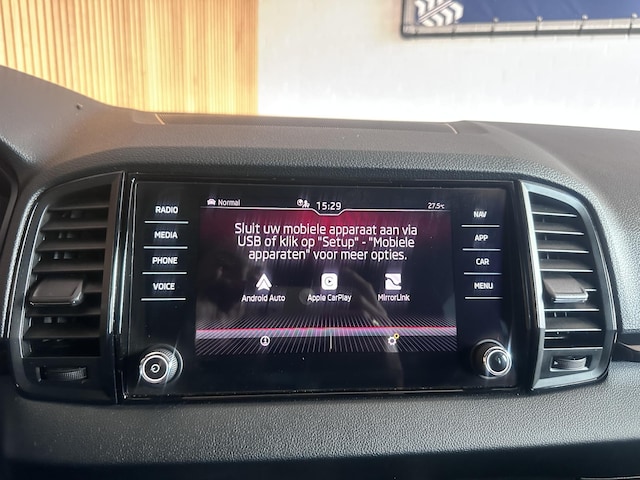 RADIO
MEDIA
PHONE
VOICE
Normal
15:29
27.5°C
Sluit uw mobiele apparaat aan via
USB of klik op "Setup" - "Mobiele
apparaten" voor meer opties.
Android Auto
Apple CarPlay
MirrorLink
NAV
APP
CAR
MENU